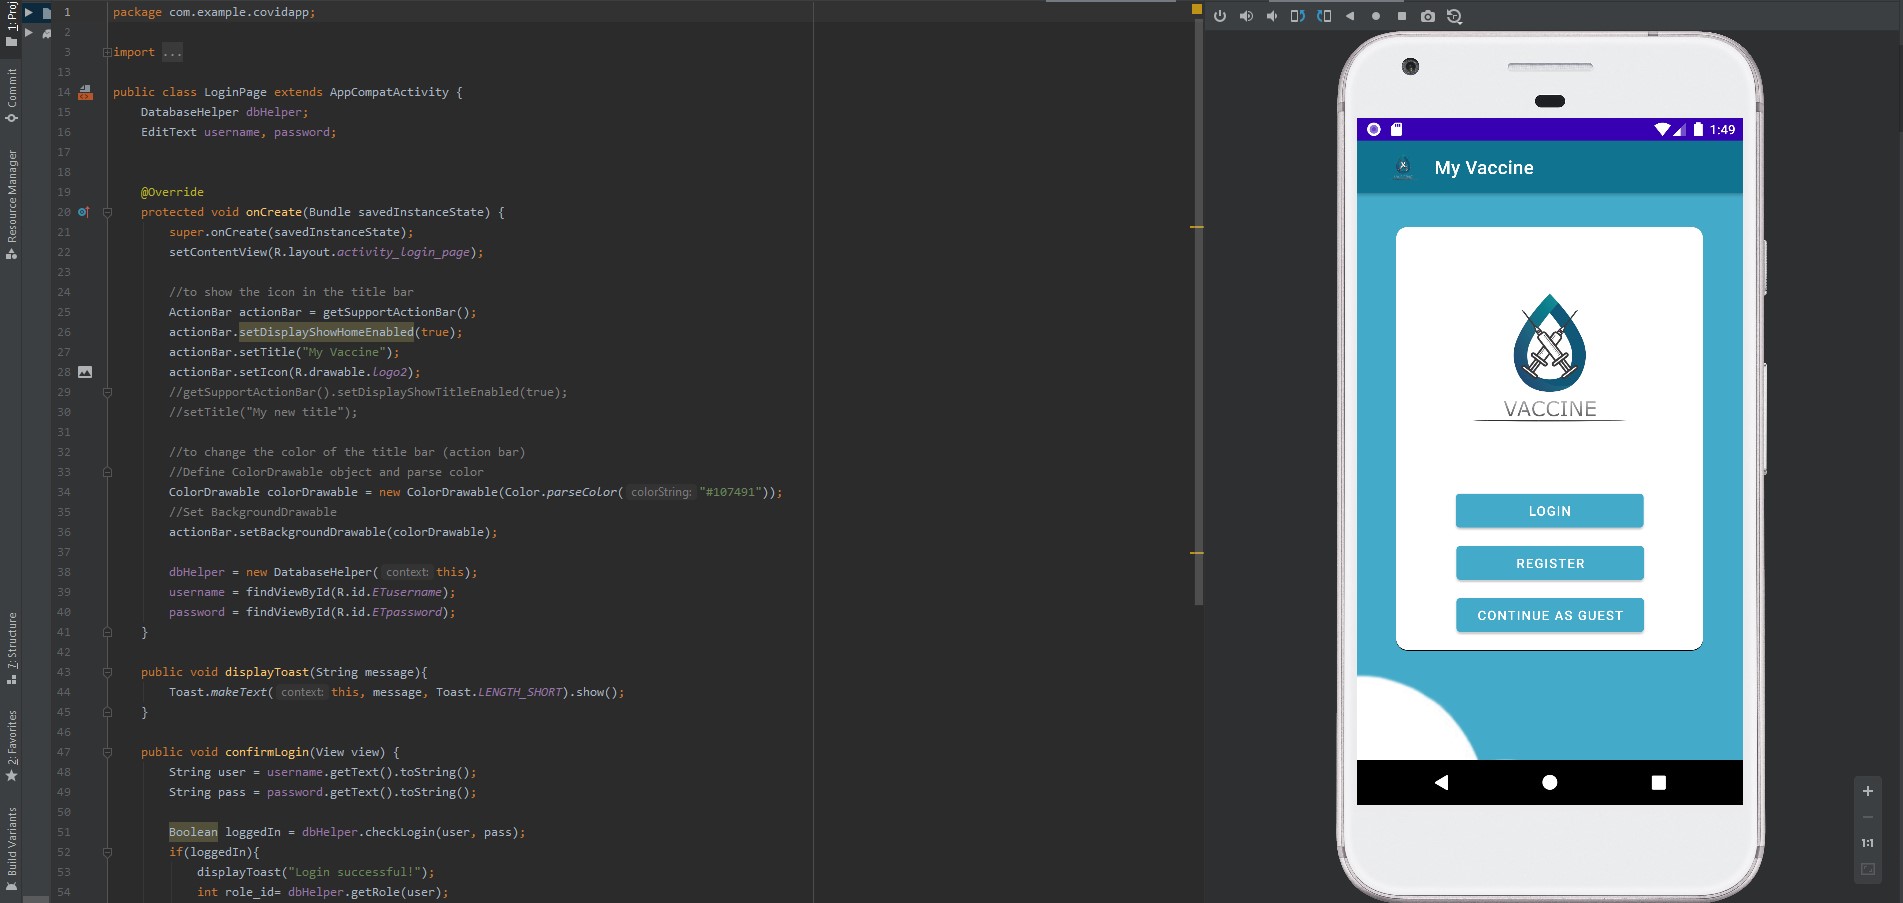 1: Proj
Commit
Resource Manager
7: Structure
2: Favorites
Build Variants
1 package com.example.covidapp;
2
3 import ...
13
14 public class LoginPage extends AppCompatActivity {
15 DatabaseHelper dbHelper;
16 EditText username, password;
17
18
19 @Override
20 protected void onCreate(Bundle savedInstanceState) {
21 super.onCreate(savedInstanceState);
22 setContentView(R.layout.activity_login_page);
23
24 //to show the icon in the title bar
25 ActionBar actionBar = getSupportActionBar();
26 actionBar.setDisplayShowHomeEnabled(true);
27 actionBar.setTitle("My Vaccine");
28 actionBar.setIcon(R.drawable.logo2);
29 //getSupportActionBar().setDisplayShowTitleEnabled(true);
30 //setTitle("My new title");
31
32 //to change the color of the title bar (action bar)
33 //Define ColorDrawable object and parse color
34 ColorDrawable colorDrawable = new ColorDrawable(Color.parseColor( colorString: "#107491"));
35 //Set BackgroundDrawable
36 actionBar.setBackgroundDrawable(colorDrawable);
37
38 dbHelper = new DatabaseHelper( context: this);
39 username = findViewById(R.id.ETusername);
40 password = findViewById(R.id.ETpassword);
41 }
42
43 public void displayToast(String message){
44 Toast.makeText( context: this, message, Toast.LENGTH_SHORT).show();
45 }
46
47 public void confirmLogin(View view) {
48 String user = username.getText().toString();
49 String pass = password.getText().toString();
50
51 Boolean loggedIn = dbHelper.checkLogin(user, pass);
52 if(loggedIn){
53 displayToast("Login successful!");
54 int role_id= dbHelper.getRole(user);
1:49
My Vaccine
VACCINE
LOGIN
REGISTER
CONTINUE AS GUEST
1:1